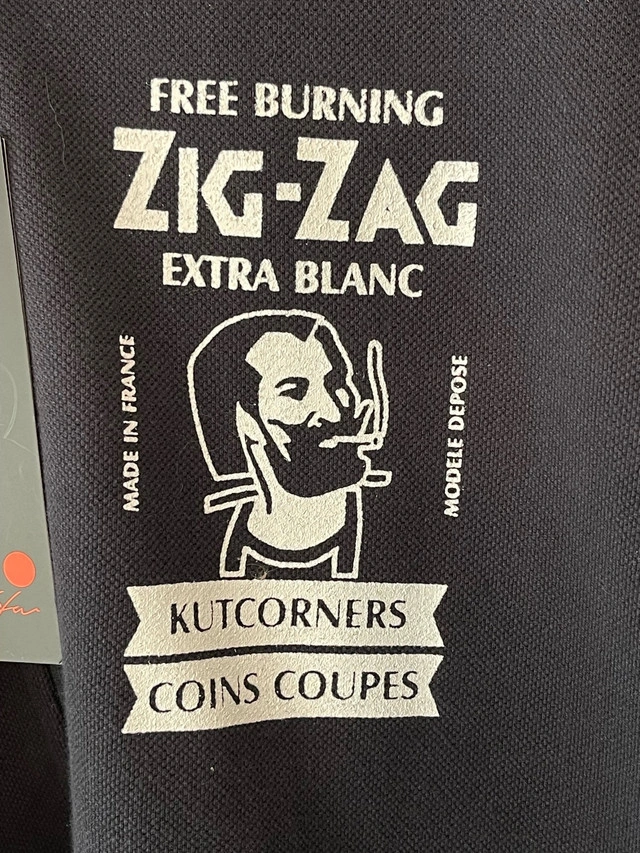 FREE BURNING
ZIG-ZAG
EXTRA BLANC
MADE IN FRANCE
MODELE DEPOSE
KUTCORNERS
COINS COUPES